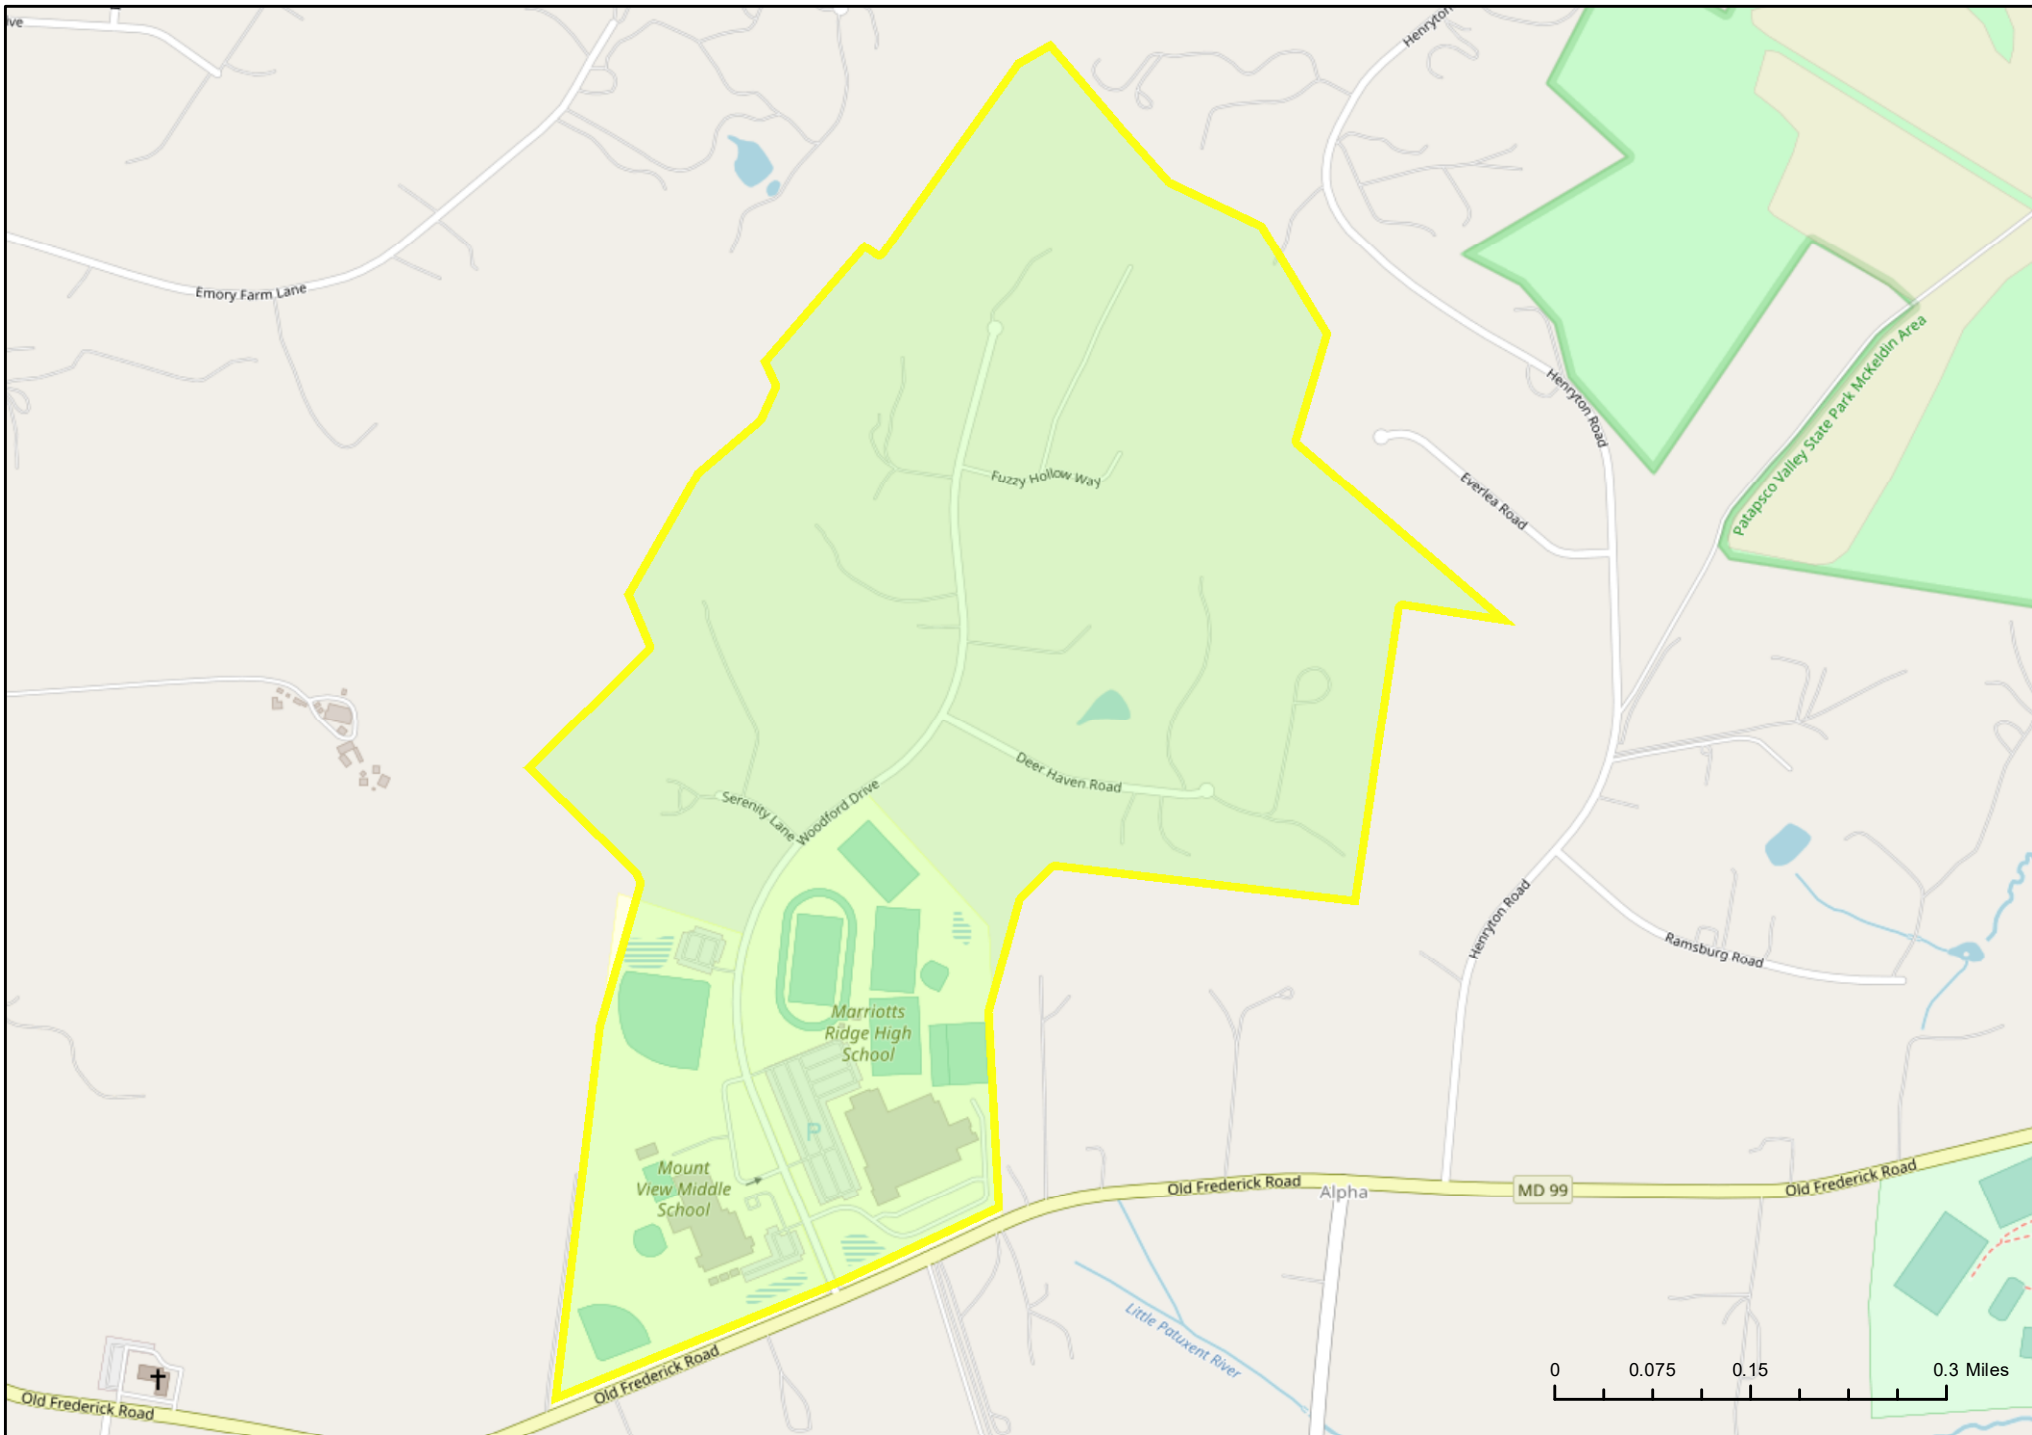 ive
Henryton
Emory Farm Lane
Henryton Road
Patapsco Valley State Park McKeldin Area
Fuzzy Hollow Way
Everlea Road
Deer Haven Road
Serenity Lane
Woodford Drive
Henryton Road
Ramsburg Road
Marriotts
Ridge High
School
P
Mount
View Middle
School
Old Frederick Road
Alpha
MD 99
Old Frederick Road
Little Patuxent River
Old Frederick Road
Old Frederick Road
0 0.075 0.15 0.3 Miles